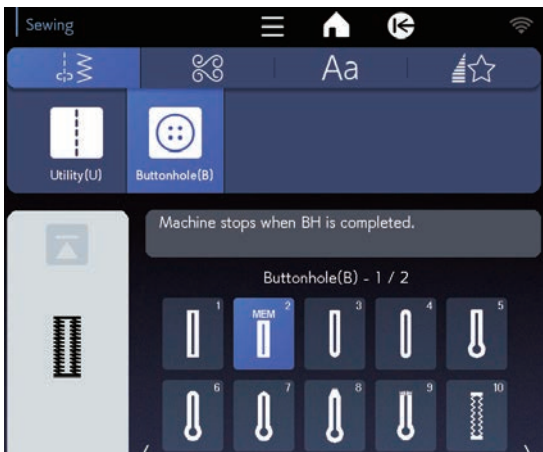 Sewing
Aa
Utility(U)
Buttonhole(B)
Machine stops when BH is completed.
Buttonhole(B) - 1 / 2
1
MEM 2
3
4
5
6
7
8
9
10